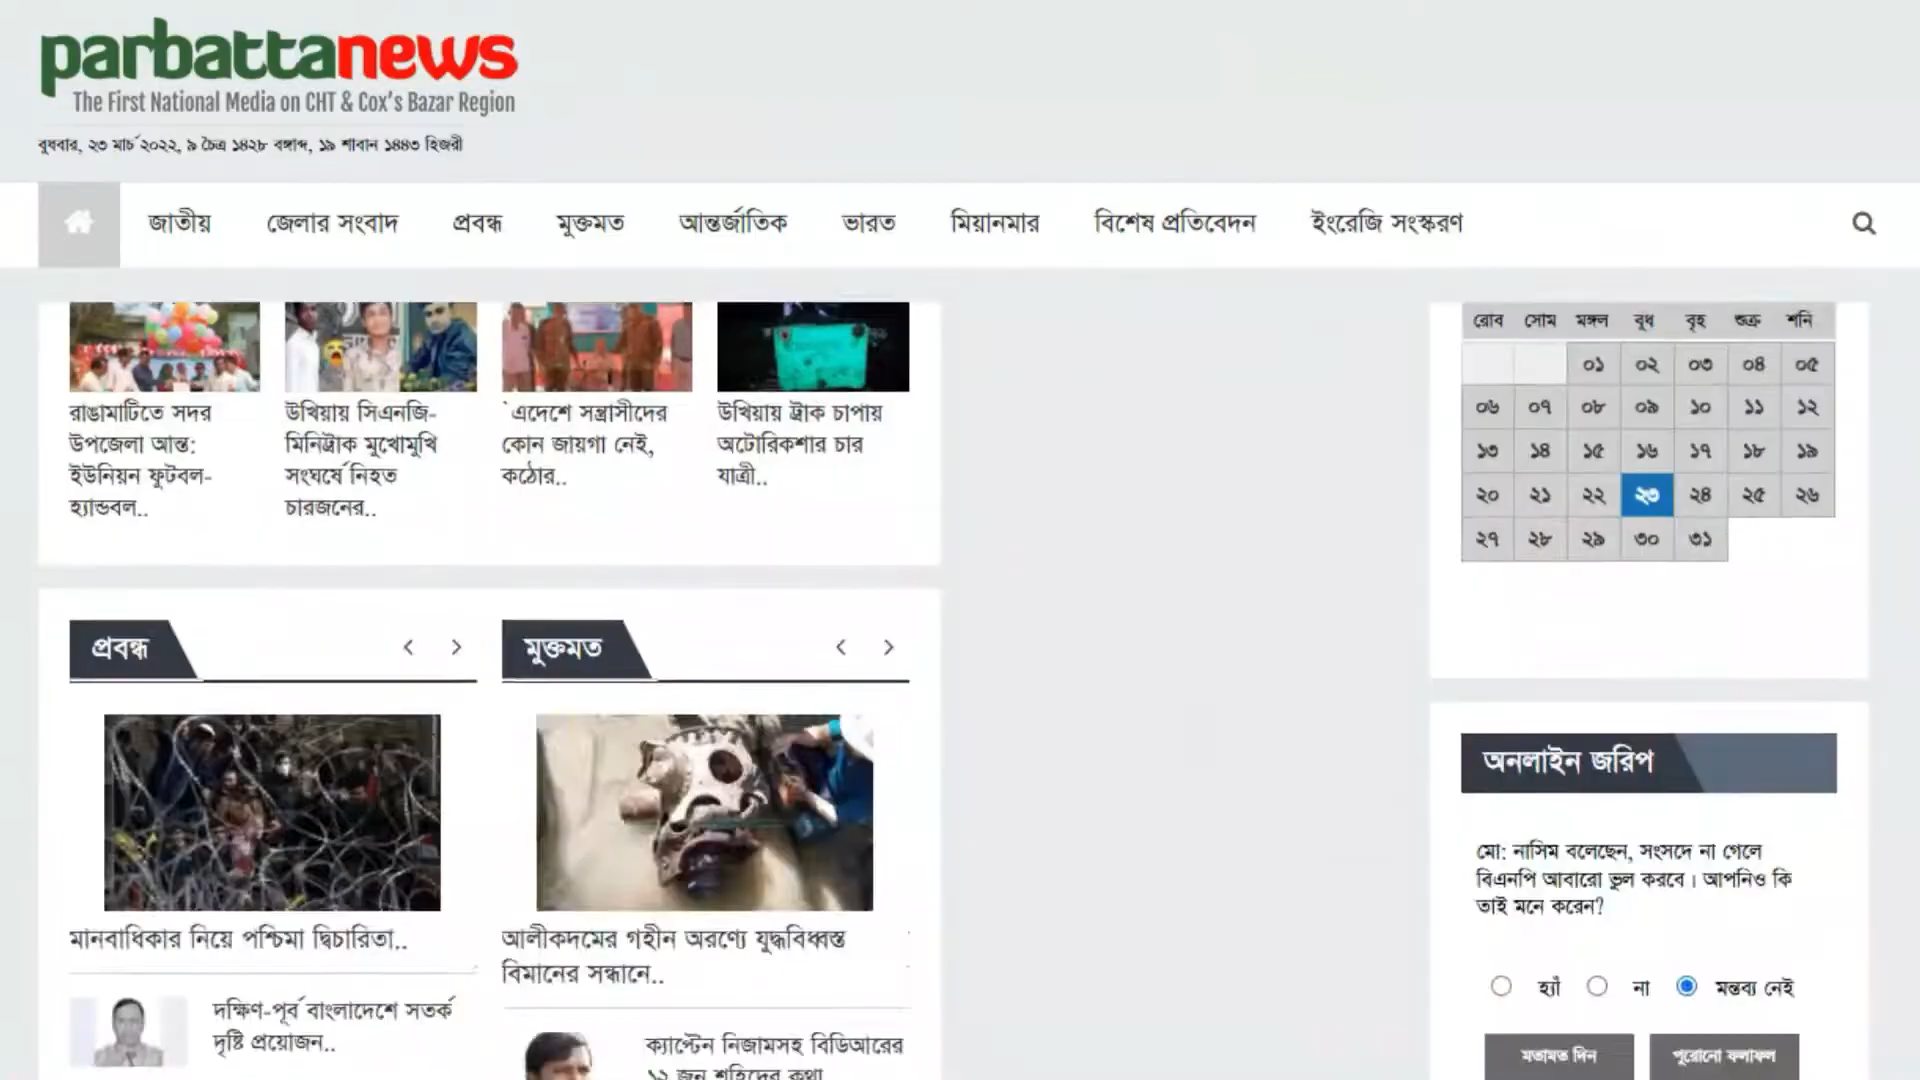 parbattanews
The First National Media on CHT & Cox's Bazar Region
বুধবার, ২৩ মার্চ ২০২২, ৯ চৈত্র ১৪২৮ বঙ্গাব্দ, ১৯ শাবান ১৪৪৩ হিজরী
জাতীয় জেলার সংবাদ প্রবন্ধ মুক্তমত আন্তর্জাতিক ভারত মিয়ানমার বিশেষ প্রতিবেদন ইংরেজি সংস্করণ
রাঙামাটিতে সদর
উপজেলা আন্ত:
ইউনিয়ন ফুটবল-
হ্যান্ডবল..
উখিয়ায় সিএনজি-
মিনিট্রাক মুখোমুখি
সংঘর্ষে নিহত
চারজনের..
`এদেশে সন্ত্রাসীদের
কোন জায়গা নেই,
কঠোর..
উখিয়ায় ট্রাক চাপায়
অটোরিকশার চার
যাত্রী..
রোব সোম মঙ্গল বুধ বৃহ শুক্র শনি
০১ ০২ ০৩ ০৪ ০৫
০৬ ০৭ ০৮ ০৯ ১০ ১১ ১২
১৩ ১৪ ১৫ ১৬ ১৭ ১৮ ১৯
২০ ২১ ২২ ২৩ ২৪ ২৫ ২৬
২৭ ২৮ ২৯ ৩০ ৩১
প্রবন্ধ
মানবাধিকার নিয়ে পশ্চিমা দ্বিচারিতা..
দক্ষিণ-পূর্ব বাংলাদেশে সতর্ক
দৃষ্টি প্রয়োজন..
মুক্তমত
আলীকদমের গহীন অরণ্যে যুদ্ধবিধ্বস্ত
বিমানের সন্ধানে..
ক্যাপ্টেন নিজামসহ বিডিআরের
১২ জন শহিদের কথা
অনলাইন জরিপ
মো: নাসিম বলেছেন, সংসদে না গেলে
বিএনপি আবারো ভুল করবে। আপনিও কি
তাই মনে করেন?
হ্যাঁ না মন্তব্য নেই
মতামত দিন পুরোনো ফলাফল